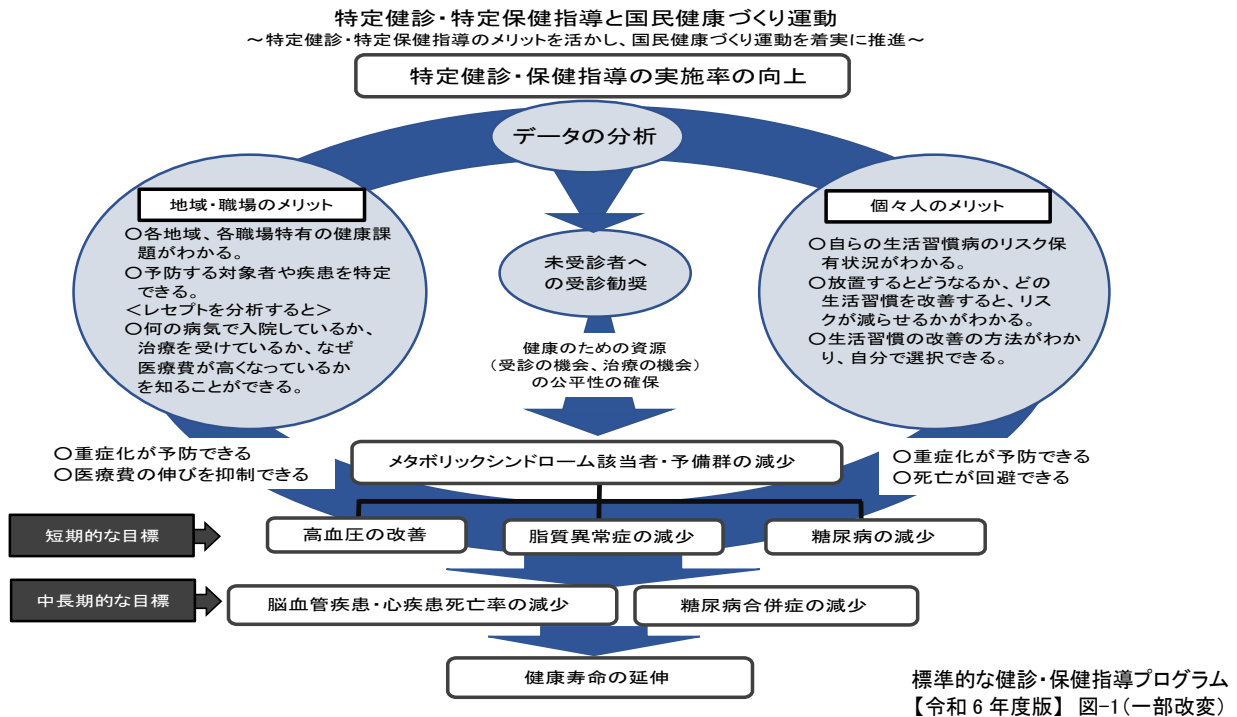 特定健診・特定保健指導と国民健康づくり運動
～特定健診・特定保健指導のメリットを活かし、国民健康づくり運動を着実に推進～
特定健診・保健指導の実施率の向上
データの分析
地域・職場のメリット
〇各地域、各職場特有の健康課
題がわかる。
〇予防する対象者や疾患を特定
できる。
＜レセプトを分析すると＞
〇何の病気で入院しているか、
治療を受けているか、なぜ
医療費が高くなっているか
を知ることができる。
未受診者へ
の受診勧奨
個々人のメリット
〇自らの生活習慣病のリスク保
有状況がわかる。
〇放置するとどうなるか、どの
生活習慣を改善すると、リス
クが減らせるかがわかる。
〇生活習慣の改善の方法がわか
り、自分で選択できる。
健康のための資源
（受診の機会、治療の機会）
の公平性の確保
〇重症化が予防できる
〇医療費の伸びを抑制できる
メタボリックシンドローム該当者・予備群の減少
〇重症化が予防できる
〇死亡が回避できる
短期的な目標
高血圧の改善
脂質異常症の減少
糖尿病の減少
中長期的な目標
脳血管疾患・心疾患死亡率の減少
糖尿病合併症の減少
健康寿命の延伸
標準的な健診・保健指導プログラム
【令和6年度版】 図-1（一部改変）